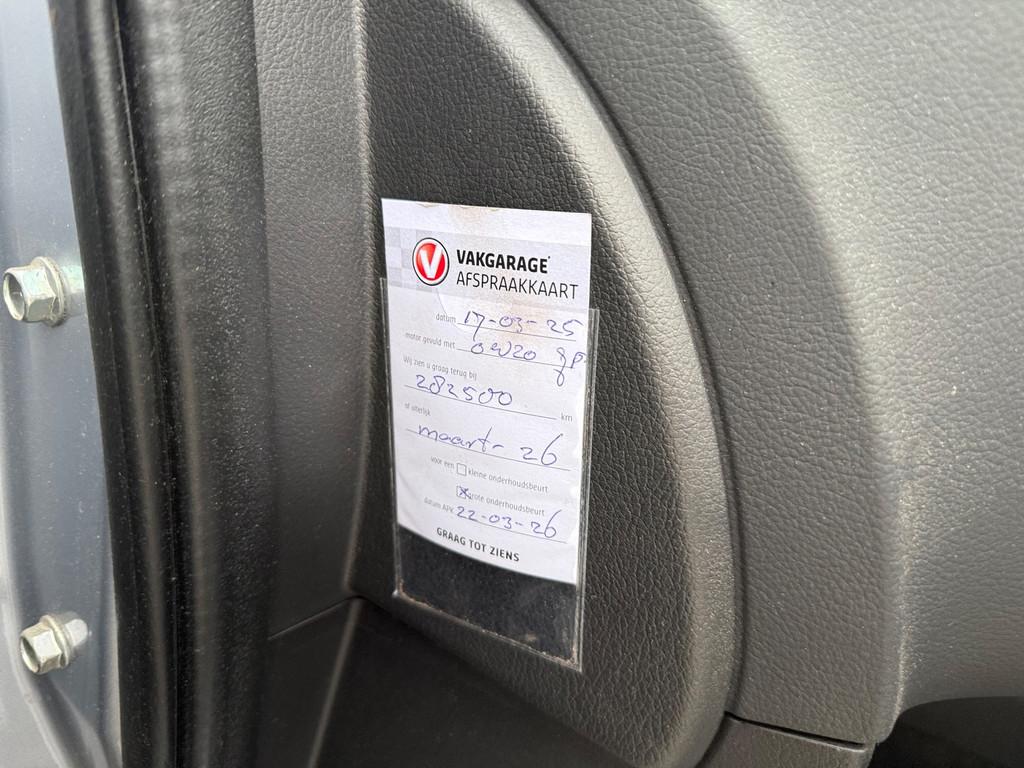 V
VAKGARAGE
AFSPRAAKKAART
datum 17-03-25
motor gevuld met 0W20
Wij zien u graag terug bij
282500 km
of uiterlijk
maart-26
voor een kleine onderhoudsbeurt
grote onderhoudsbeurt
datum APK 22-03-26
GRAAG TOT ZIENS